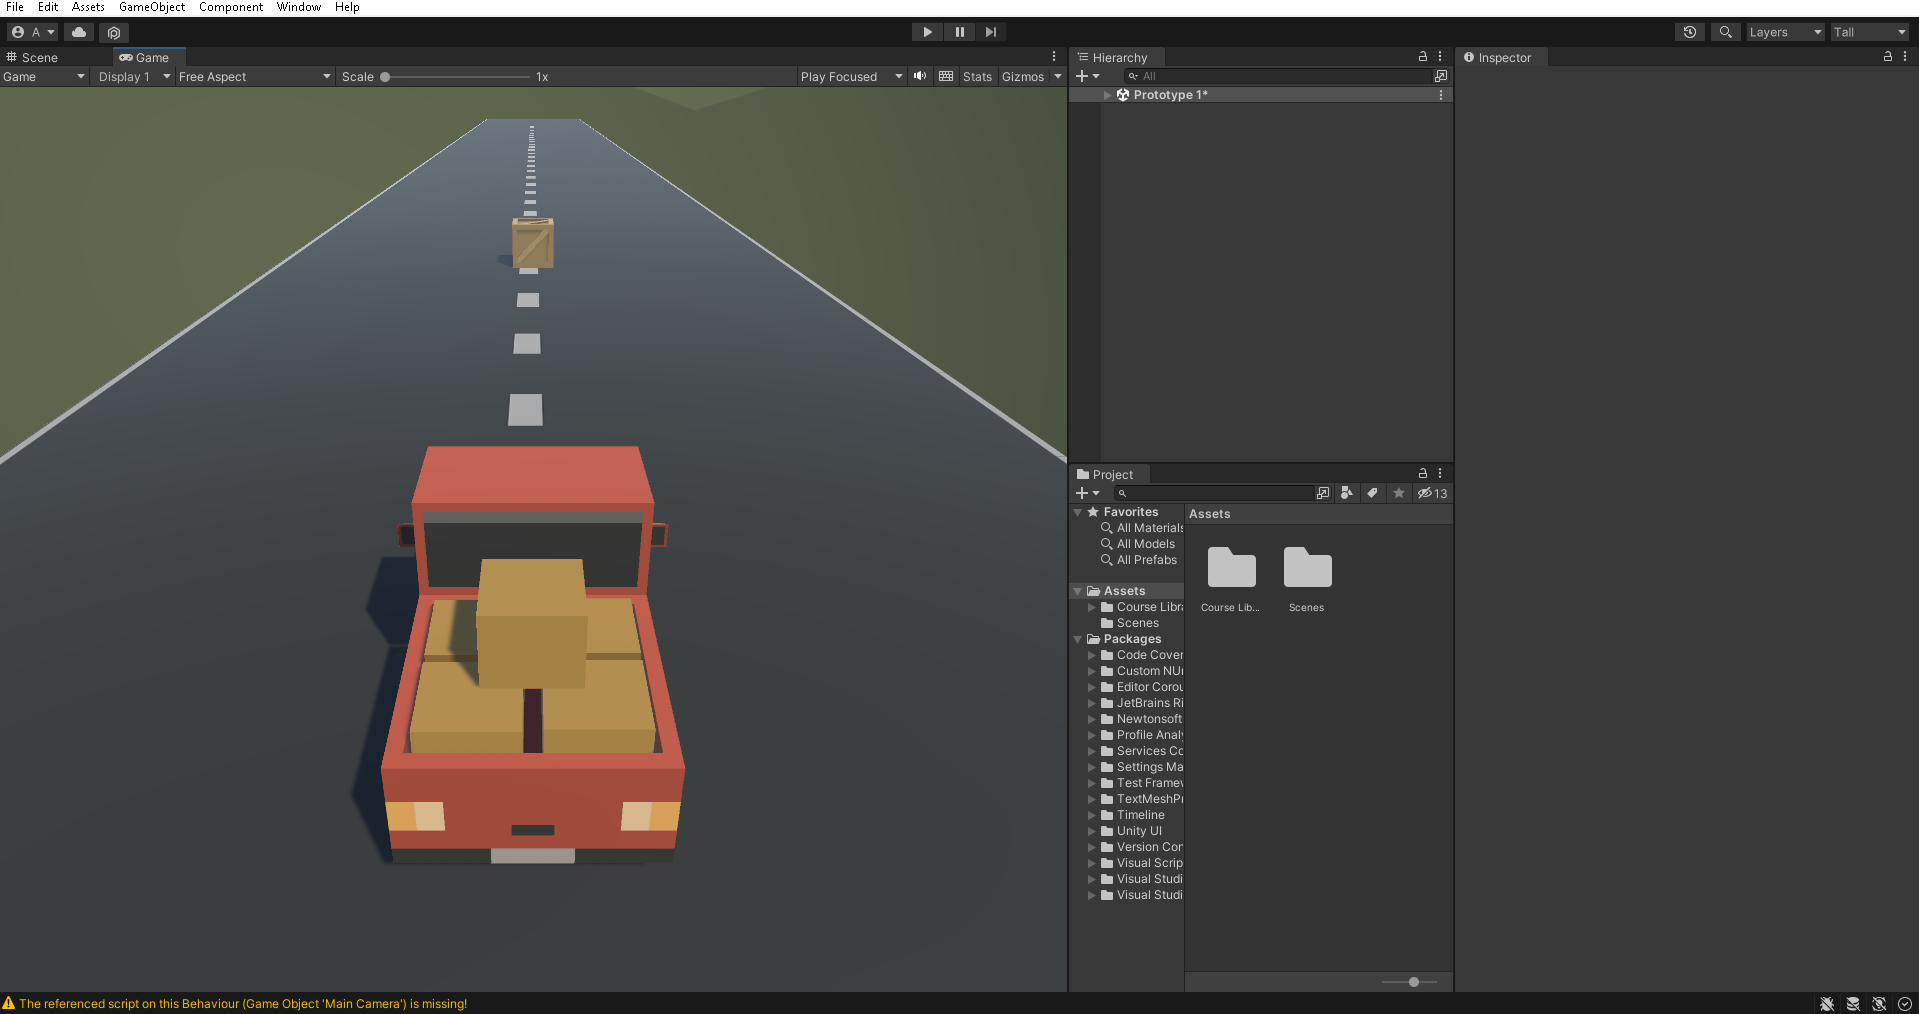 File Edit Assets GameObject Component Window Help
A
Layers
Tall
Scene
Game
Game
Display 1
Free Aspect
Scale
1x
Play Focused
Stats
Gizmos
Hierarchy
All
Prototype 1*
Inspector
Project
13
Favorites
All Materials
All Models
All Prefabs
Assets
Course Libra
Scenes
Packages
Code Cover
Custom NUn
Editor Corou
JetBrains Ri
Newtonsoft
Profile Analy
Services Co
Settings Ma
Test Framew
TextMeshPr
Timeline
Unity UI
Version Con
Visual Scrip
Visual Studi
Visual Studi
Assets
Course Lib...
Scenes
The referenced script on this Behaviour (Game Object 'Main Camera') is missing!